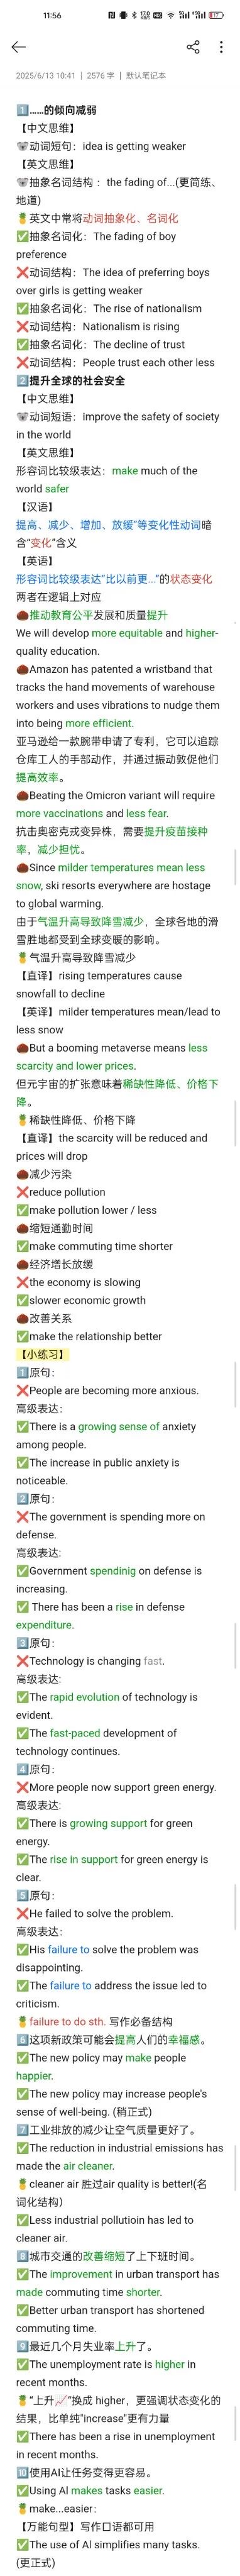 11:56
2025/6/13 10:41 | 2576 字 | 默认笔记本
1️⃣……的倾向减弱
【中文思维】
🐨动词短句：idea is getting weaker
【英文思维】
🐨抽象名词结构 ：the fading of...(更简练、
地道)
🍍英文中常将动词抽象化、名词化
✅抽象名词化：The fading of boy
preference
❌动词结构：The idea of preferring boys
over girls is getting weaker
✅抽象名词化：The rise of nationalism
❌动词结构：Nationalism is rising
✅抽象名词化：The decline of trust
❌动词结构：People trust each other less
2️⃣提升全球的社会安全
【中文思维】
🐨动词短语：improve the safety of society
in the world
【英文思维】
形容词比较级表达：make much of the
world safer
【汉语】
提高、减少、增加、放缓”等变化性动词暗
含“变化”含义
【英语】
形容词比较级表达“比以前更...”的状态变化
两者在逻辑上对应
🌰推动教育公平发展和质量提升
We will develop more equitable and higher-
quality education.
🌰Amazon has patented a wristband that
tracks the hand movements of warehouse
workers and uses vibrations to nudge them
into being more efficient.
亚马逊给一款腕带申请了专利，它可以追踪
仓库工人的手部动作，并通过振动敦促他们
提高效率。
🌰Beating the Omicron variant will require
more vaccinations and less fear.
抗击奥密克戎变异株，需要提升疫苗接种
率，减少担忧。
🌰Since milder temperatures mean less
snow, ski resorts everywhere are hostage
to global warming.
由于气温升高导致降雪减少，全球各地的滑
雪胜地都受到全球变暖的影响。
🍍气温升高导致降雪减少
【直译】rising temperatures cause
snowfall to decline
【英译】milder temperatures mean/lead to
less snow
🌰But a booming metaverse means less
scarcity and lower prices.
但元宇宙的扩张意味着稀缺性降低、价格下
降。
🍍稀缺性降低、价格下降
【直译】the scarcity will be reduced and
prices will drop
🌰减少污染
❌reduce pollution
✅make pollution lower / less
🌰缩短通勤时间
✅make commuting time shorter
🌰经济增长放缓
❌the economy is slowing
✅slower economic growth
🌰改善关系
✅make the relationship better
【小练习】
1️⃣原句：
❌People are becoming more anxious.
高级表达：
✅There is a growing sense of anxiety
among people.
✅The increase in public anxiety is
noticeable.
2️⃣原句：
❌The government is spending more on
defense.
高级表达:
✅Government spendinig on defense is
increasing.
✅ There has been a rise in defense
expenditure.
3️⃣原句：
❌Technology is changing fast.
高级表达:
✅The rapid evolution of technology is
evident.
✅The fast-paced development of
technology continues.
4️⃣原句：
❌More people now support green energy.
高级表达:
✅There is growing support for green
energy.
✅The rise in support for green energy is
clear.
5️⃣原句：
❌He failed to solve the problem.
高级表达：
✅His failure to solve the problem was
disappointing.
✅The failure to address the issue led to
criticism.
🍍failure to do sth. 写作必备结构
6️⃣这项新政策可能会提高人们的幸福感。
✅The new policy may make people
happier.
✅The new policy may increase people's
sense of well-being. (稍正式)
7️⃣工业排放的减少让空气质量更好了。
✅The reduction in industrial emissions has
made the air cleaner.
🍍cleaner air 胜过air quality is better!(名
词化结构）
✅Less industrial pollutioin has led to
cleaner air.
8️⃣城市交通的改善缩短了上下班时间。
✅The improvement in urban transport has
made commuting time shorter.
✅Better urban transport has shortened
commuting time.
9️⃣最近几个月失业率上升了。
✅The unemployment rate is higher in
recent months.
🍍“上升📈”换成 higher，更强调状态变化的
结果，比单纯"increase"更有力量
✅There has been a rise in unemployment
in recent months.
🔟使用AI让任务变得更容易。
✅Using AI makes tasks easier.
🍍make...easier：
【万能句型】写作口语都可用
✅The use of AI simplifies many tasks.
(更正式)